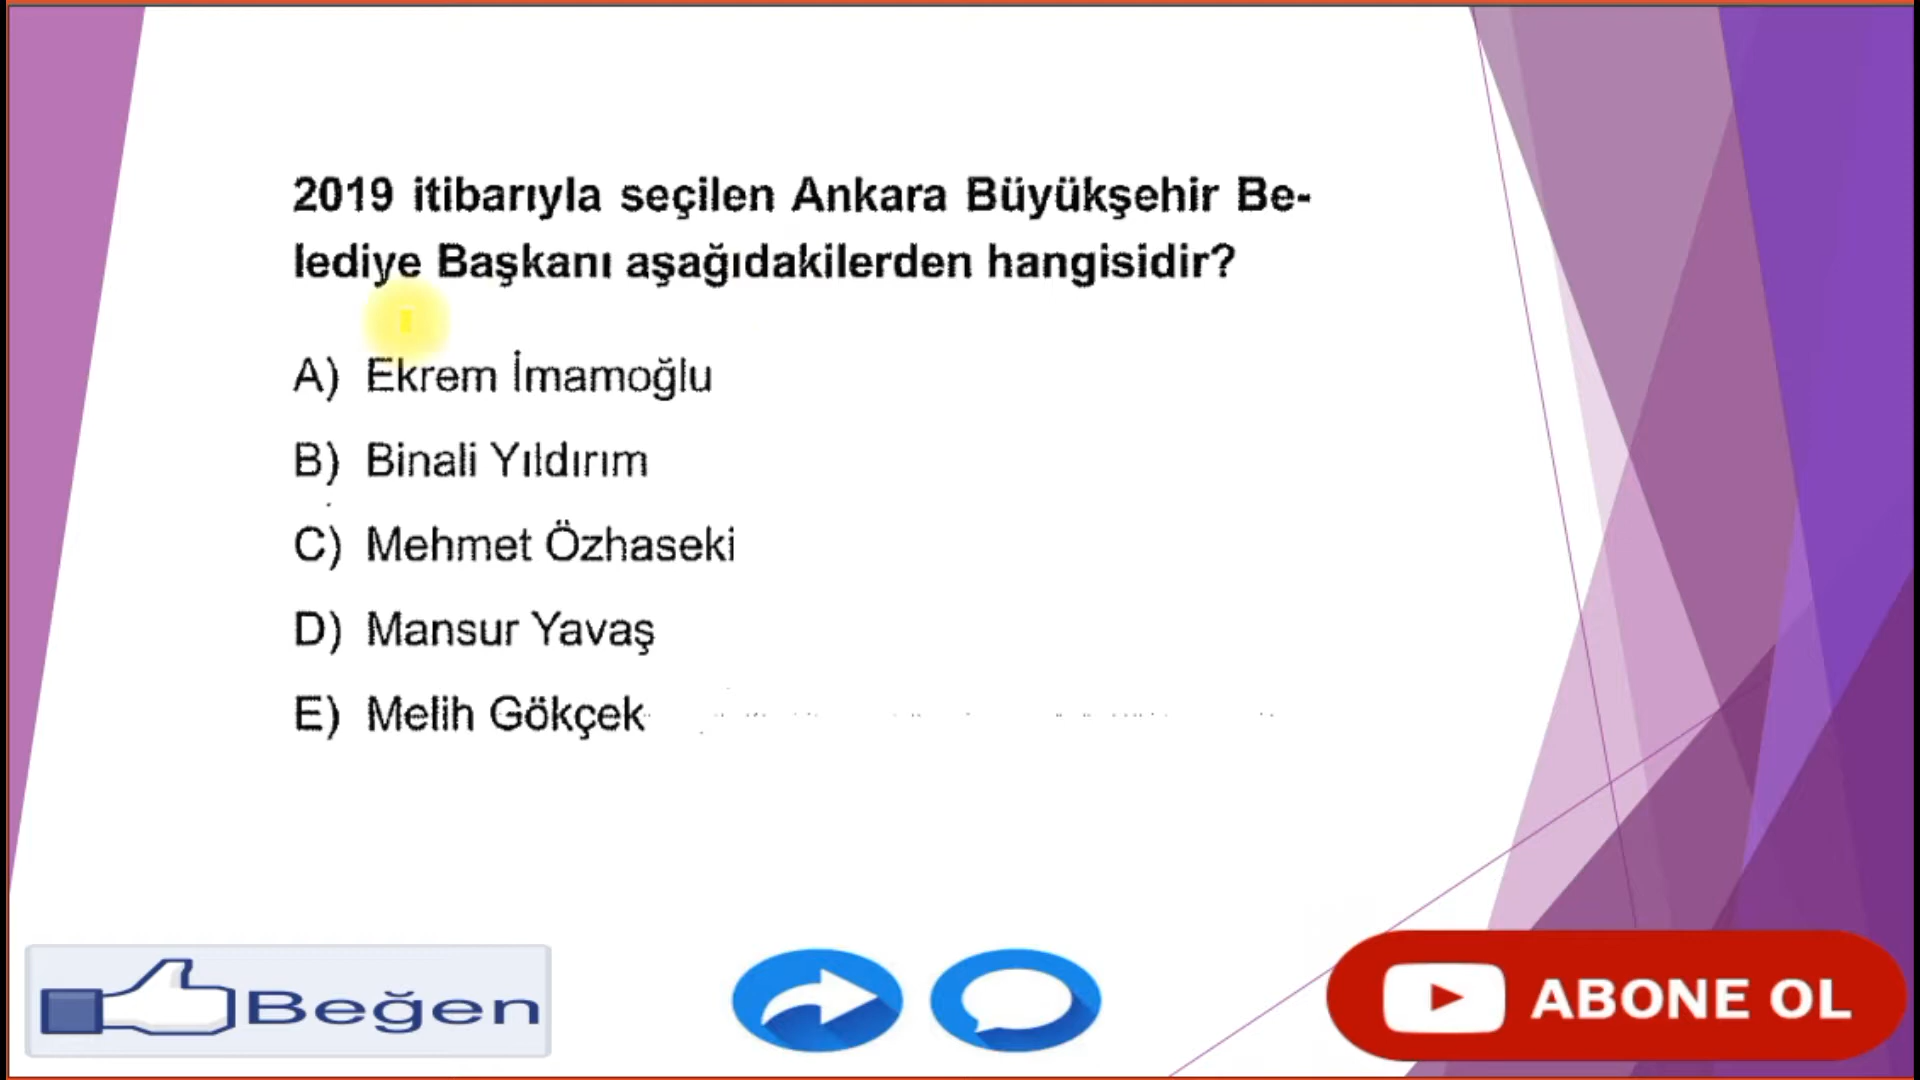 2019 itibarıyla seçilen Ankara Büyükşehir Be-
lediye Başkanı aşağıdakilerden hangisidir?
A) Ekrem İmamoğlu
B) Binali Yıldırım
C) Mehmet Özhaseki
D) Mansur Yavaş
E) Melih Gökçek
Beğen
ABONE OL